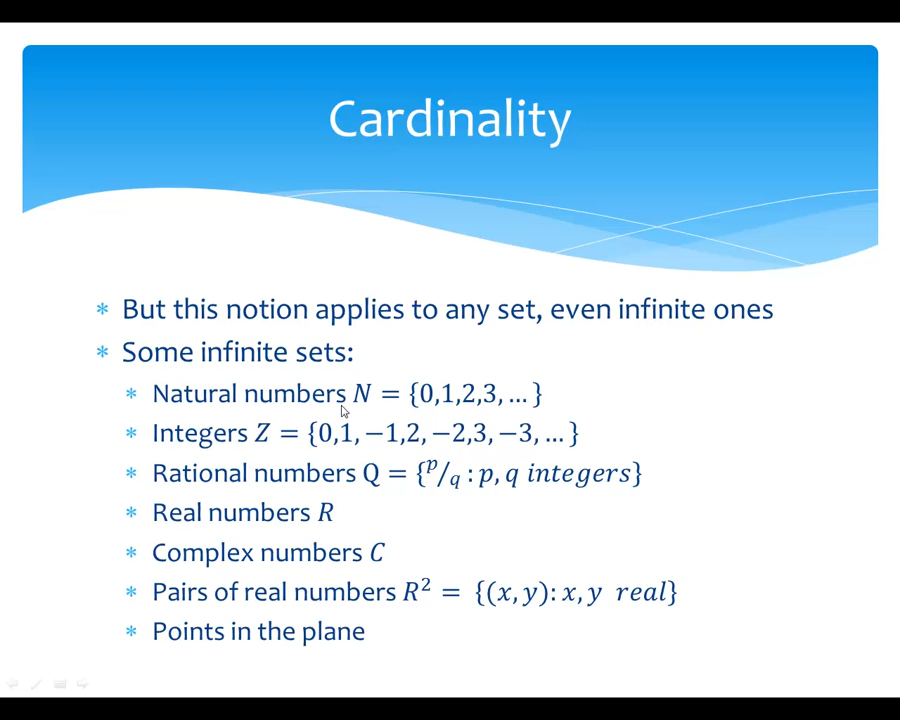 Cardinality
* But this notion applies to any set, even infinite ones
* Some infinite sets:
* Natural numbers N = {0,1,2,3, … }
* Integers Z = {0,1, −1,2, −2,3, −3, … }
* Rational numbers Q = {p/q : p, q integers}
* Real numbers R
* Complex numbers C
* Pairs of real numbers R² = {(x, y): x, y real}
* Points in the plane